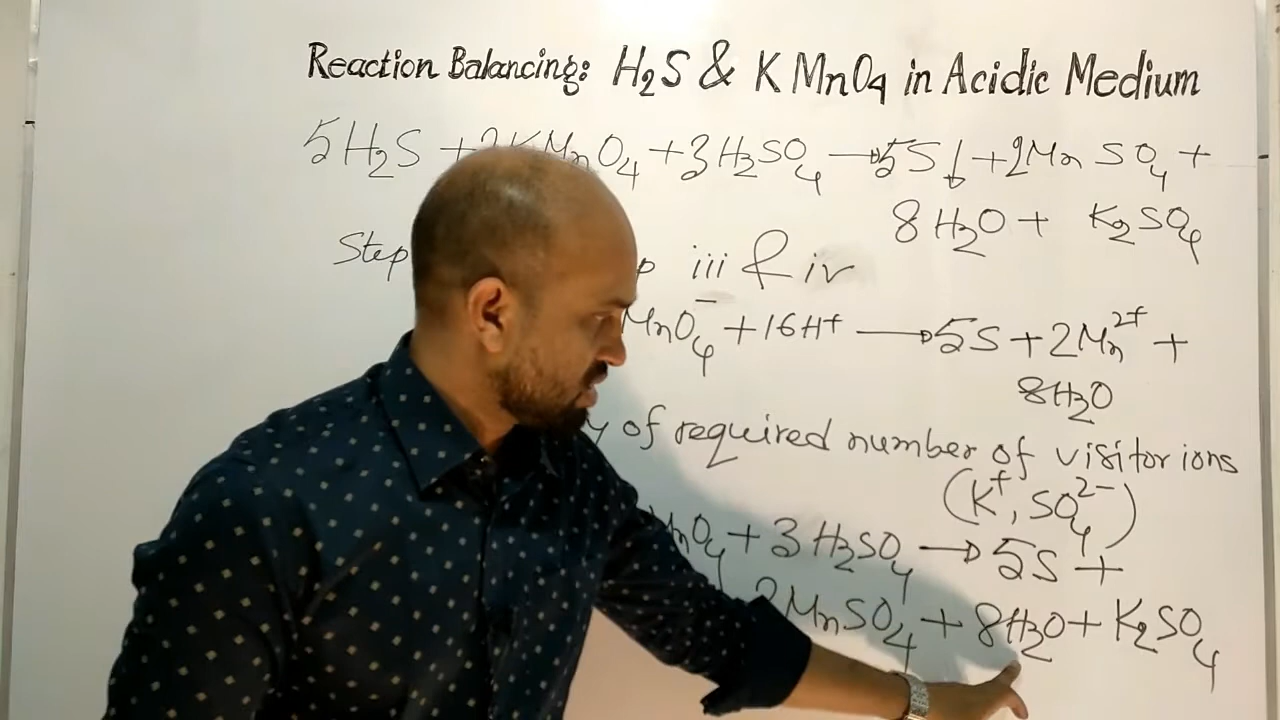 Reaction Balancing: H₂S & KMnO₄ in Acidic Medium
5H₂S + 2KMnO₄ + 3H₂SO₄ → 5S↓ + 2MnSO₄ +
8H₂O + K₂SO₄
Step iii & iv
MnO₄⁻ + 16H⁺ → 5S + 2Mn²⁺ +
8H₂O
of required number of visitor ions
(K⁺, SO₄²⁻)
nO₄ + 3H₂SO₄ → 5S +
2MnSO₄ + 8H₂O + K₂SO₄